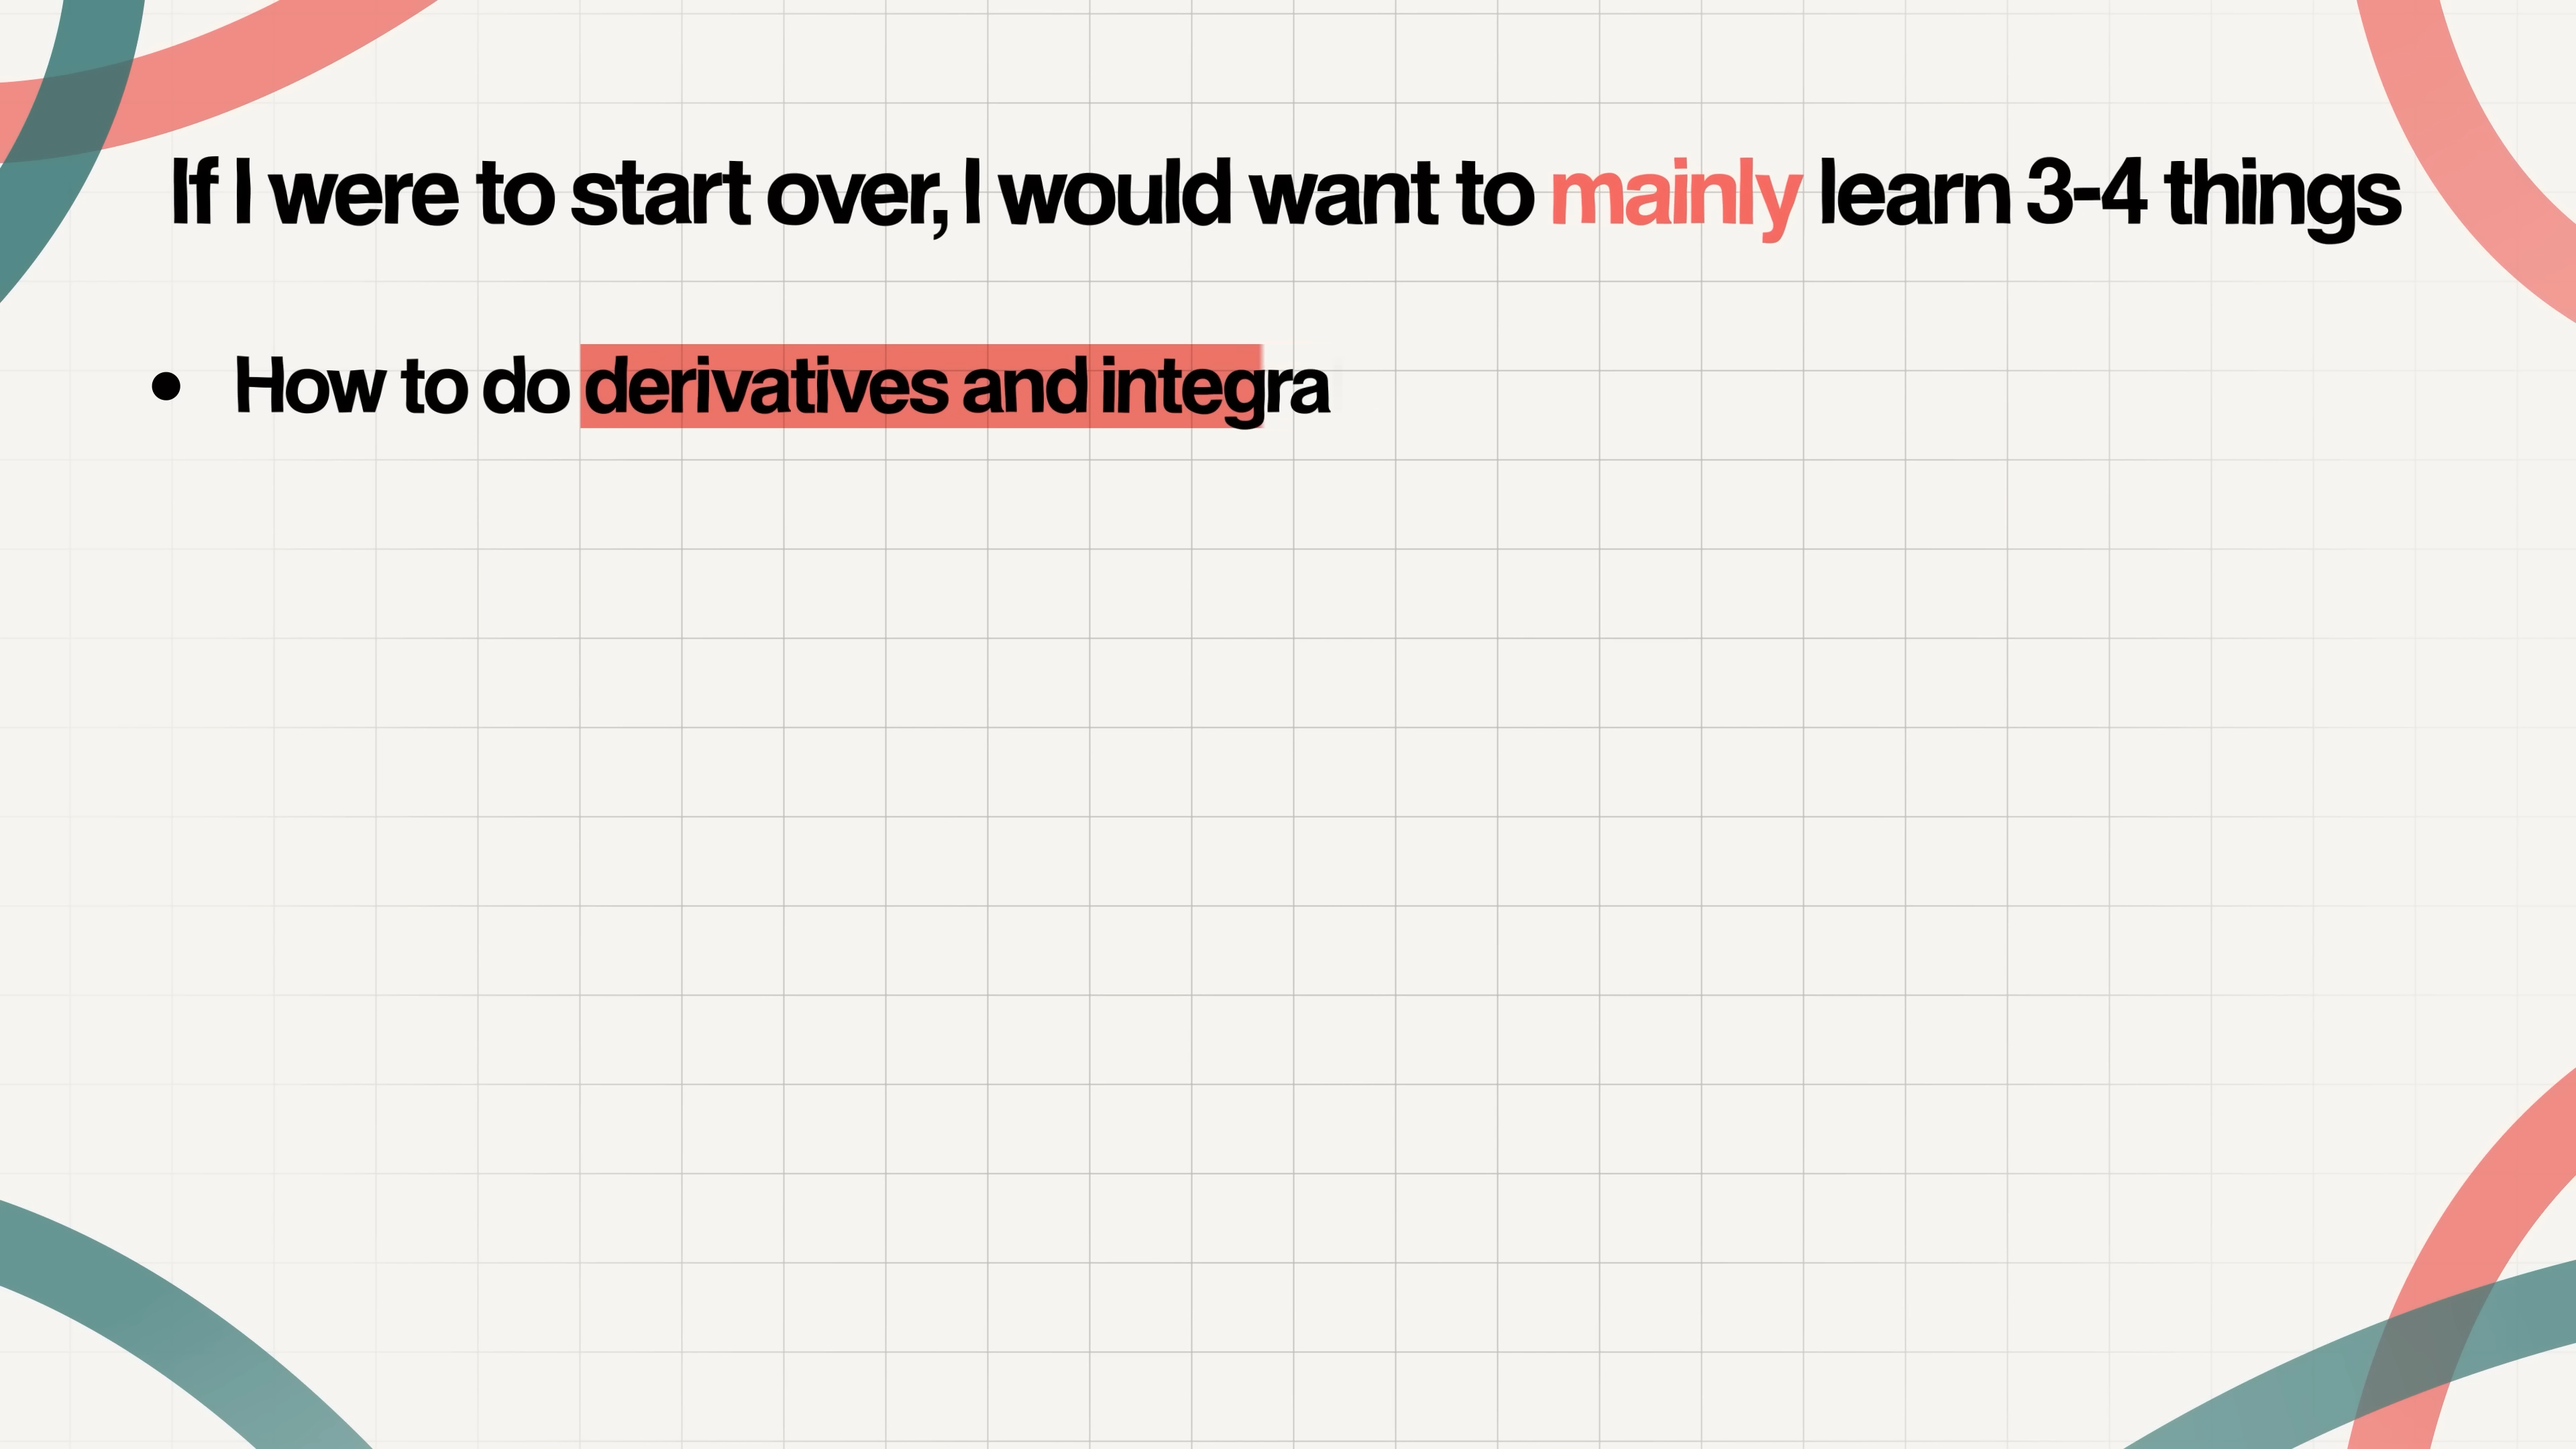 If I were to start over, I would want to mainly learn 3-4 things
• How to do derivatives and integra